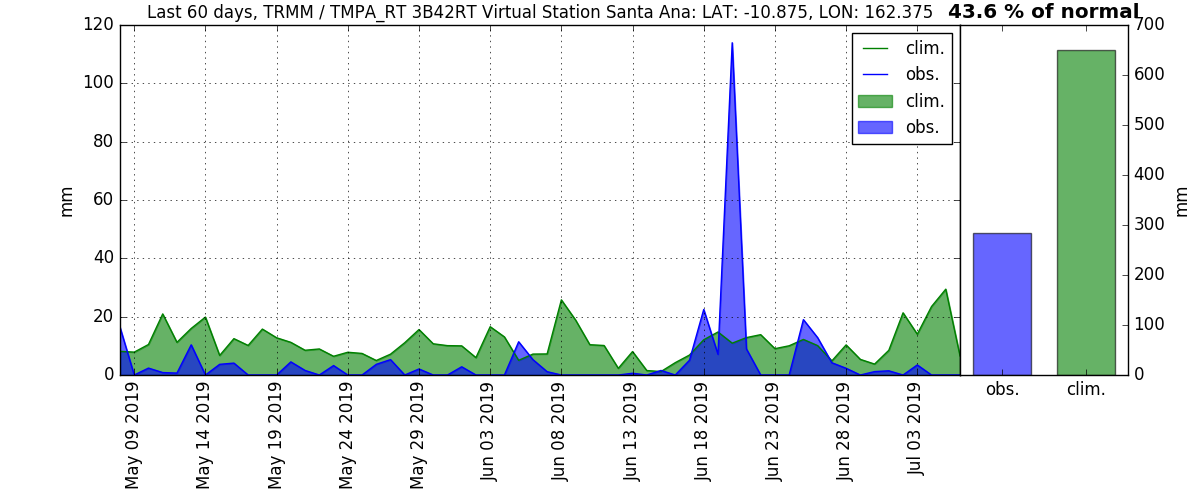 Last 60 days, TRMM / TMPA_RT 3B42RT Virtual Station Santa Ana: LAT: -10.875, LON: 162.375
43.6 % of normal
120
100
80
60
40
20
0
mm
clim.
obs.
clim.
obs.
May 09 2019
May 14 2019
May 19 2019
May 24 2019
May 29 2019
Jun 03 2019
Jun 08 2019
Jun 13 2019
Jun 18 2019
Jun 23 2019
Jun 28 2019
Jul 03 2019
700
600
500
400
300
200
100
0
mm
obs.
clim.